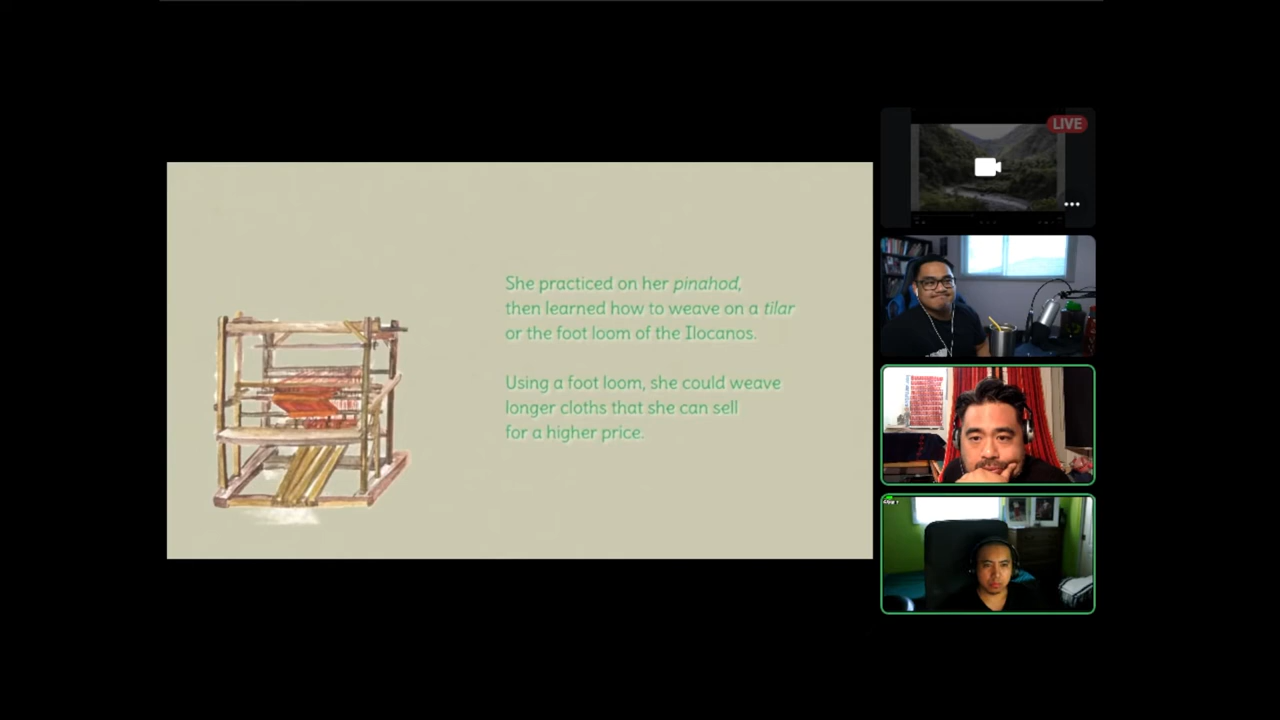 She practiced on her pinahod,
then learned how to weave on a tilar
or the foot loom of the Ilocanos.
Using a foot loom, she could weave
longer cloths that she can sell
for a higher price.
LIVE